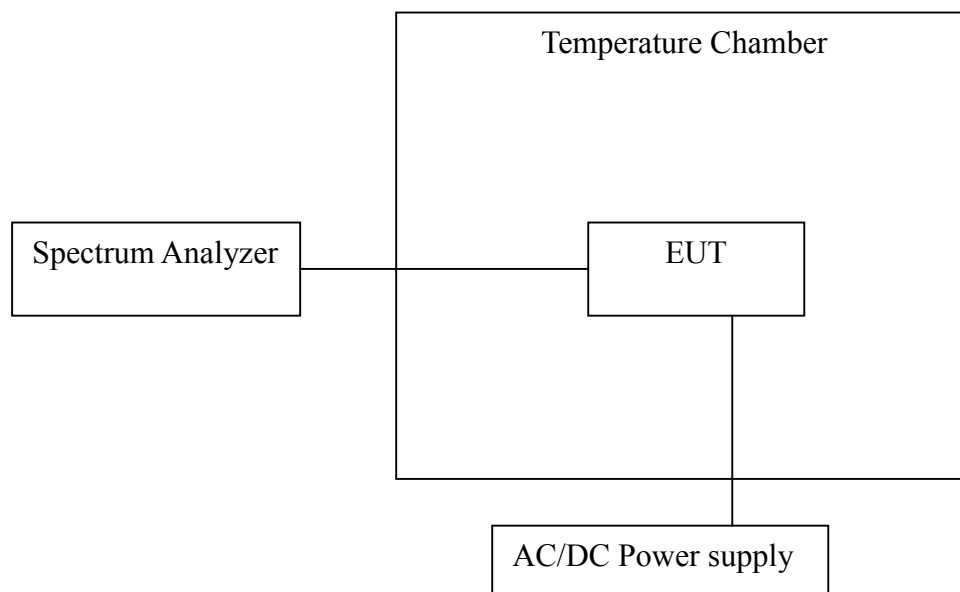 Temperature Chamber
Spectrum Analyzer
EUT
AC/DC Power supply